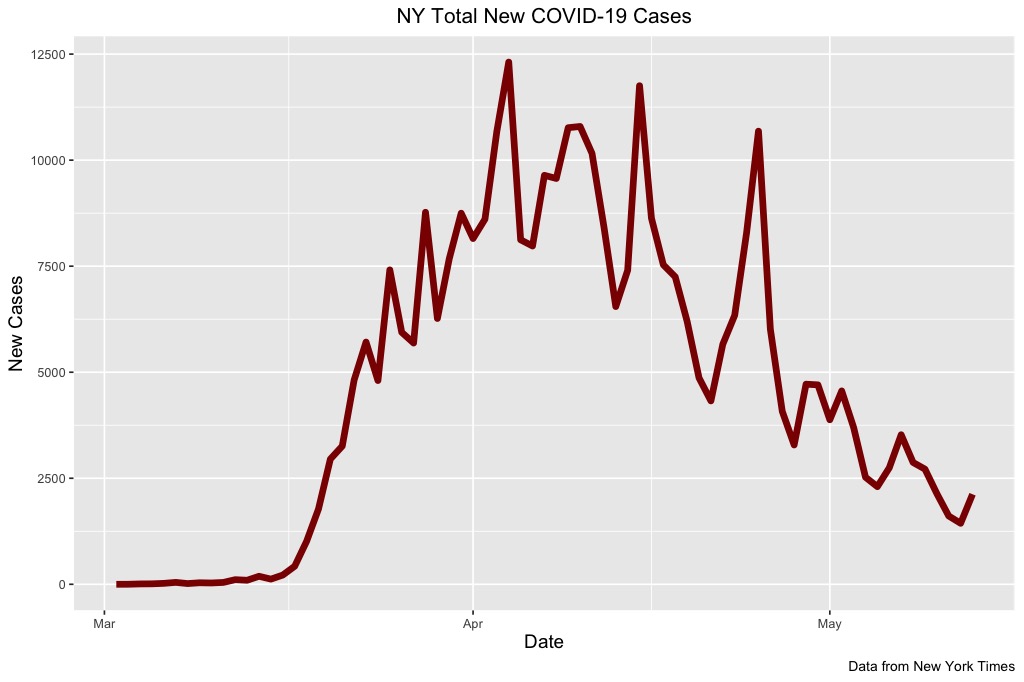 NY Total New COVID-19 Cases
12500
10000
7500
5000
2500
0
New Cases
Mar
Apr
May
Date
Data from New York Times